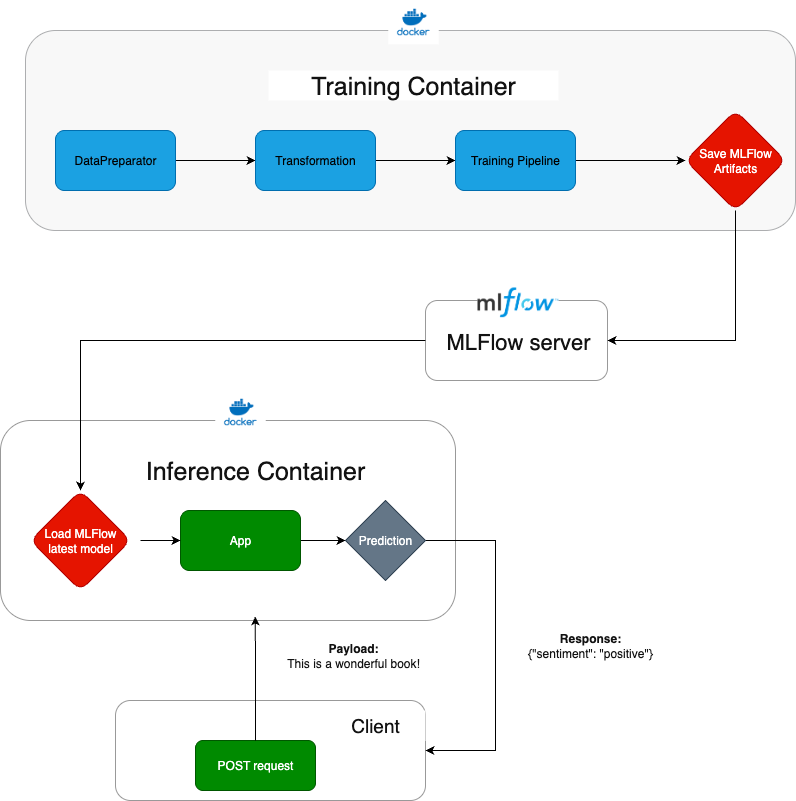 docker
Training Container
DataPreparator
Transformation
Training Pipeline
Save MLFlow
Artifacts
mlflow
MLFlow server
docker
Inference Container
Load MLFlow
latest model
App
Prediction
Payload:
This is a wonderful book!
Response:
{"sentiment": "positive"}
Client
POST request